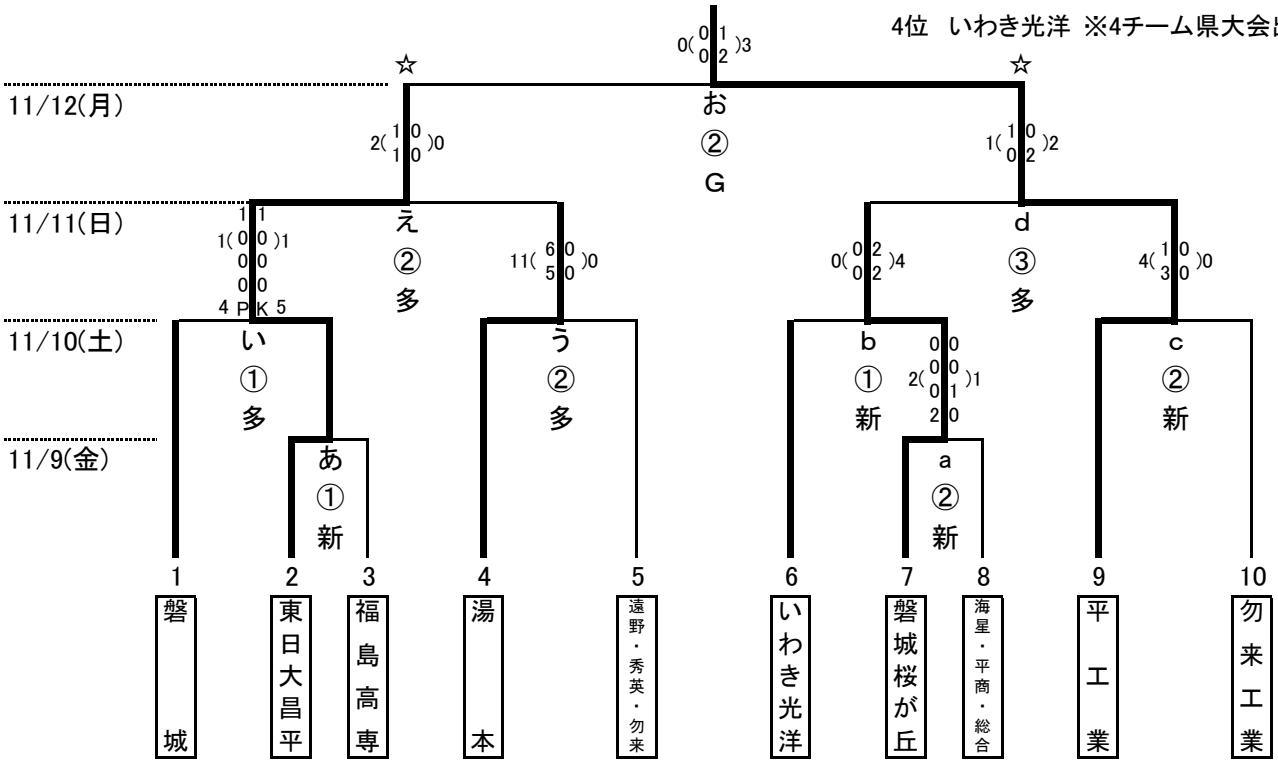 4位 いわき光洋 ※4チーム県大会出
0( 0 1 )3
0 2
☆ ☆
11/12(月)
お
②
G
2( 1 0 )0
1 0
1( 1 0 )2
0 2
11/11(日)
え
②
多
d
③
多
1 1
1( 0 0 )1
0 0
0 0
4 PK 5
11( 6 0 )0
5 0
0( 0 2 )4
0 2
4( 1 0 )0
3 0
11/10(土)
い
①
多
う
②
多
b
①
新
c
②
新
0 0
2( 0 0 )1
0 1
2 0
11/9(金)
あ
①
新
a
②
新
1 2 3 4 5 6 7 8 9 10
磐城
東日大昌平
福島高専
湯本
遠野・秀英・勿来
いわき光洋
磐城桜が丘
海星・平商・総合
平工業
勿来工業